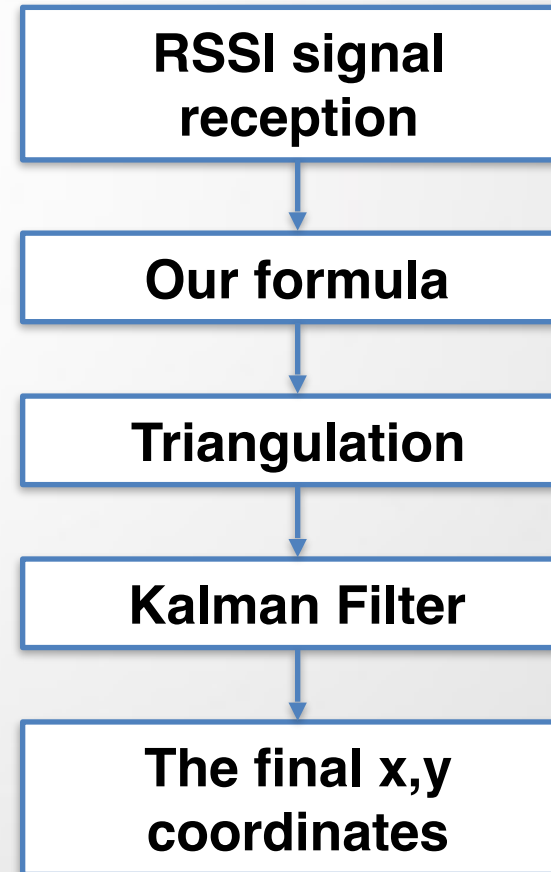 RSSI signal
reception
Our formula
Triangulation
Kalman Filter
The final x,y
coordinates